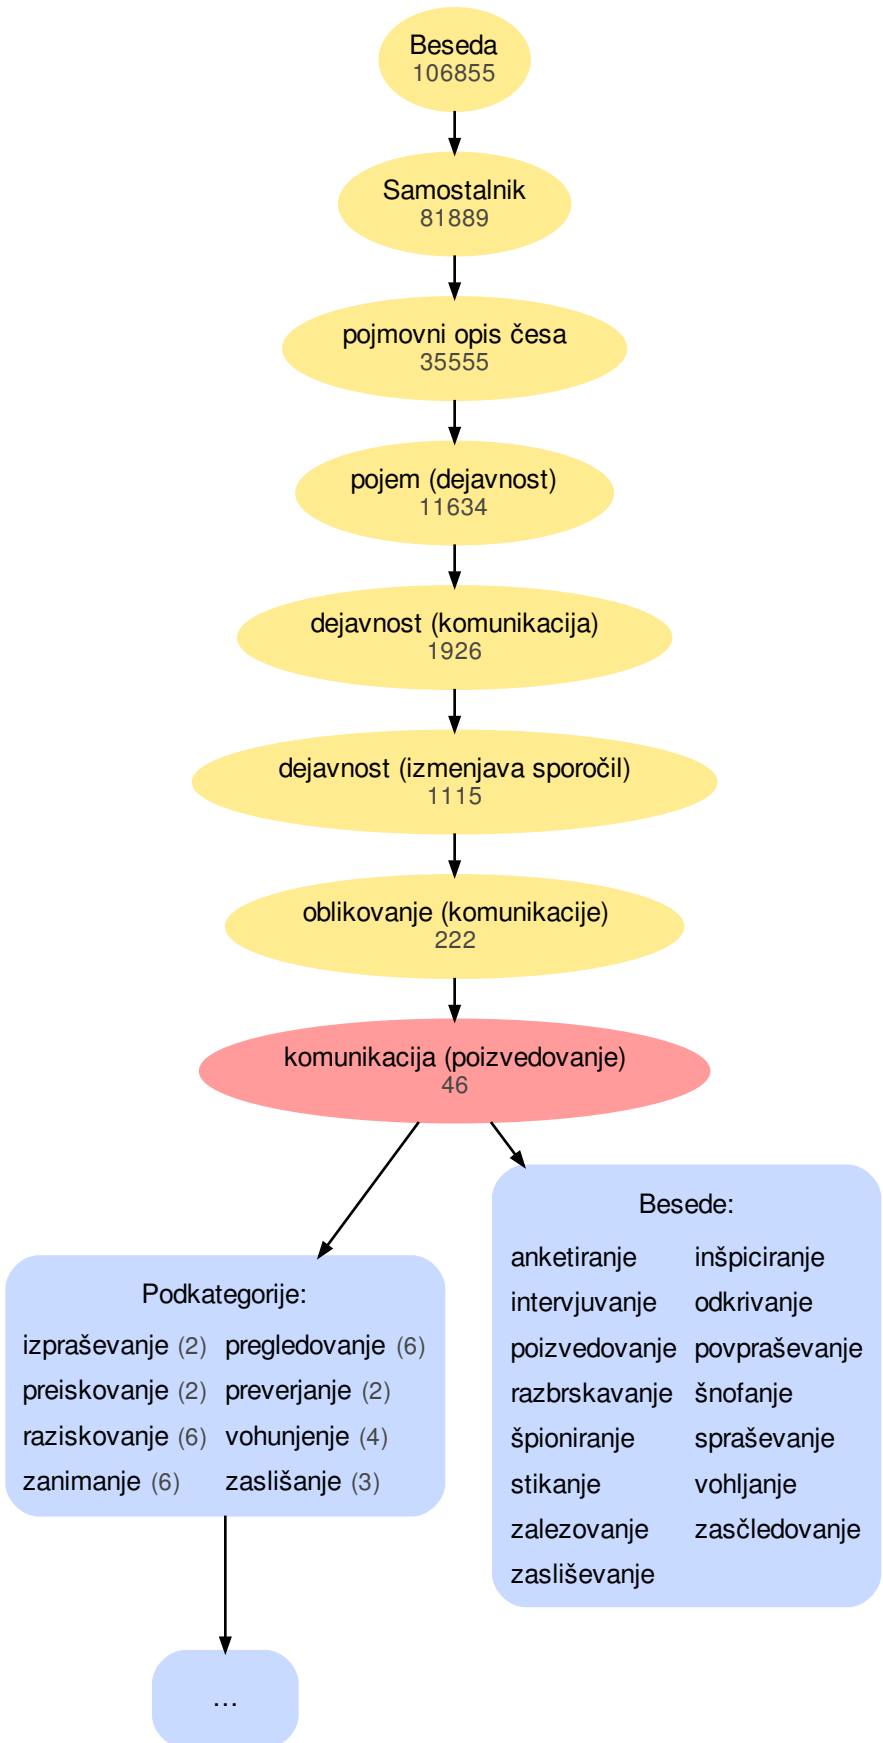 Beseda
106855
Samostalnik
81889
pojmovni opis česa
35555
pojem (dejavnost)
11634
dejavnost (komunikacija)
1926
dejavnost (izmenjava sporočil)
1115
oblikovanje (komunikacije)
222
komunikacija (poizvedovanje)
46
Podkategorije:
izpraševanje (2) pregledovanje (6)
preiskovanje (2) preverjanje (2)
raziskovanje (6) vohunjenje (4)
zanimanje (6) zaslišanje (3)
...
Besede:
anketiranje inšpiciranje
intervjuvanje odkrivanje
poizvedovanje povpraševanje
razbrskavanje šnofanje
špioniranje spraševanje
stikanje vohljanje
zalezovanje zasčledovanje
zasliševanje